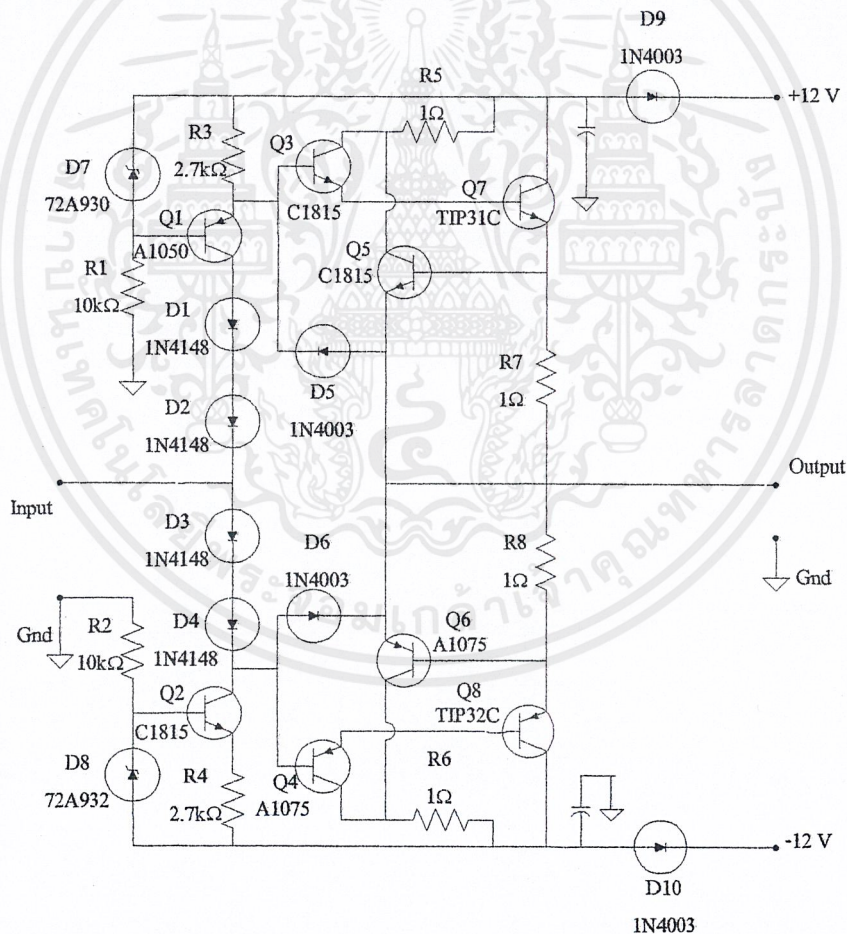 D9
1N4003
+12 V
R5
1Ω
R3
2.7kΩ
Q3
C1815
D7
72A930
Q1
A1050
Q7
TIP31C
Q5
C1815
R1
10kΩ
D1
1N4148
D5
1N4003
R7
1Ω
D2
1N4148
Input
Output
D3
1N4148
D6
1N4003
R8
1Ω
Gnd
Gnd
R2
10kΩ
D4
1N4148
Q6
A1075
Q2
C1815
Q8
TIP32C
D8
72A932
R4
2.7kΩ
Q4
A1075
R6
1Ω
-12 V
D10
1N4003